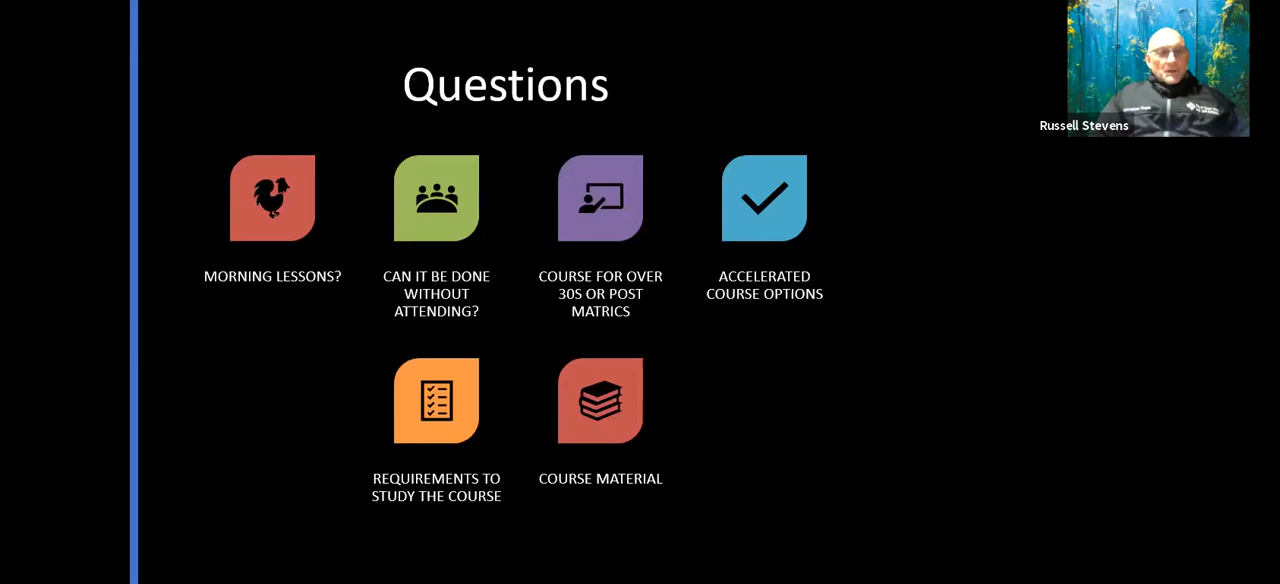 Questions
Russell Stevens
MORNING LESSONS?
CAN IT BE DONE
WITHOUT
ATTENDING?
COURSE FOR OVER
30S OR POST
MATRICS
ACCELERATED
COURSE OPTIONS
REQUIREMENTS TO
STUDY THE COURSE
COURSE MATERIAL